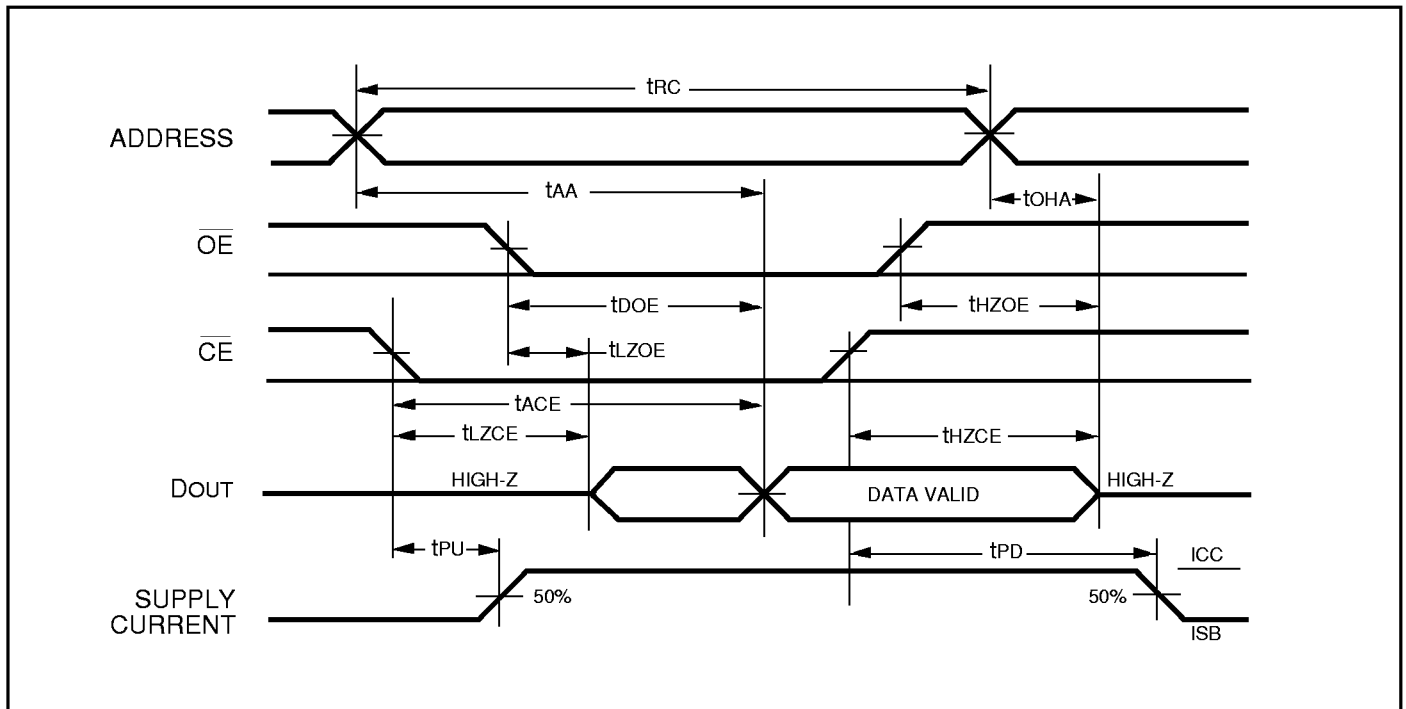 tRC
ADDRESS
tAA
tOHA
OE
tDOE
tHZOE
CE
tLZOE
tACE
tLZCE
tHZCE
DOUT
HIGH-Z
DATA VALID
HIGH-Z
tPU
tPD
ICC
50%
50%
SUPPLY
CURRENT
ISB